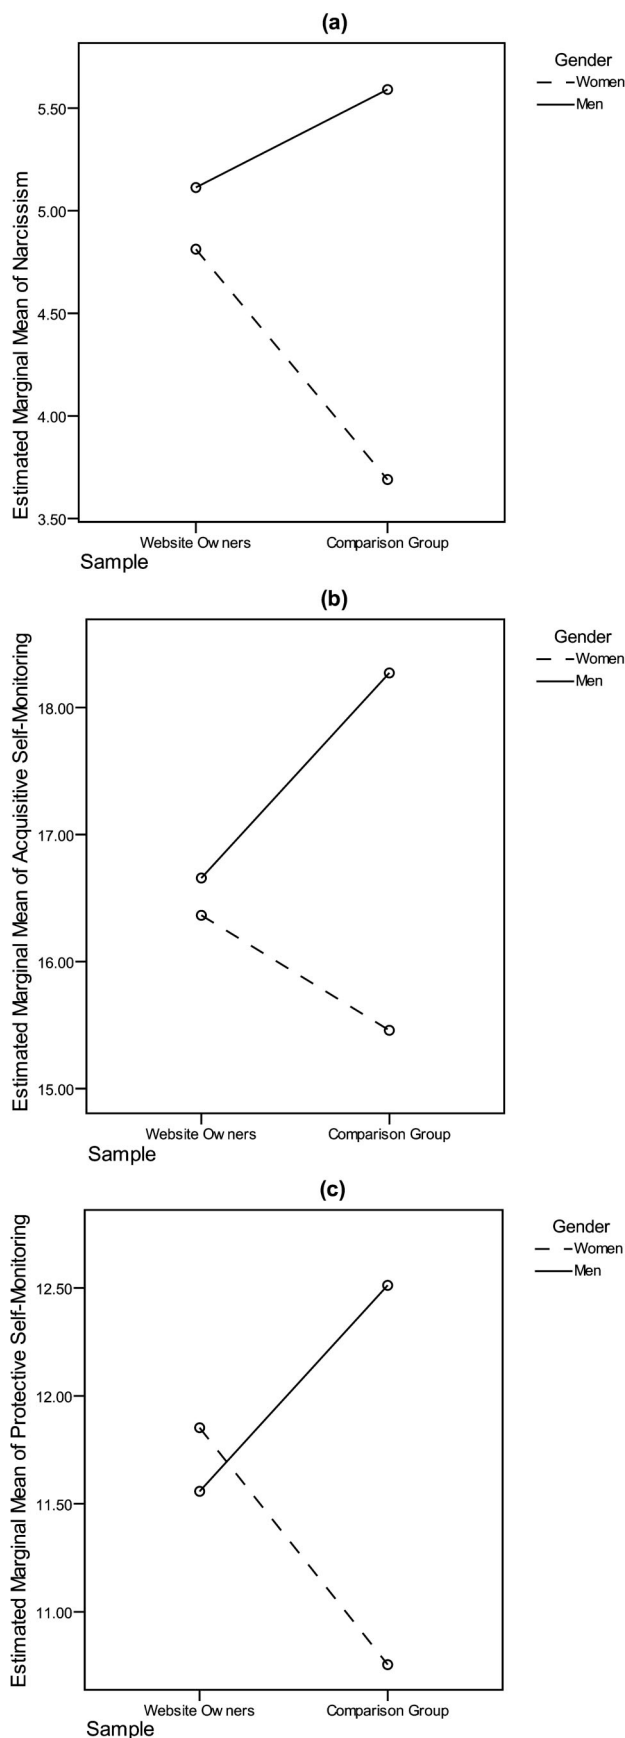 (a)
Estimated Marginal Mean of Narcissism
5.50
5.00
4.50
4.00
3.50
Website Owners
Comparison Group
Sample
Gender
Women
Men
(b)
Estimated Marginal Mean of Acquisitive Self-Monitoring
18.00
17.00
16.00
15.00
Website Owners
Comparison Group
Sample
Gender
Women
Men
(c)
Estimated Marginal Mean of Protective Self-Monitoring
12.50
12.00
11.50
11.00
Website Owners
Comparison Group
Sample
Gender
Women
Men